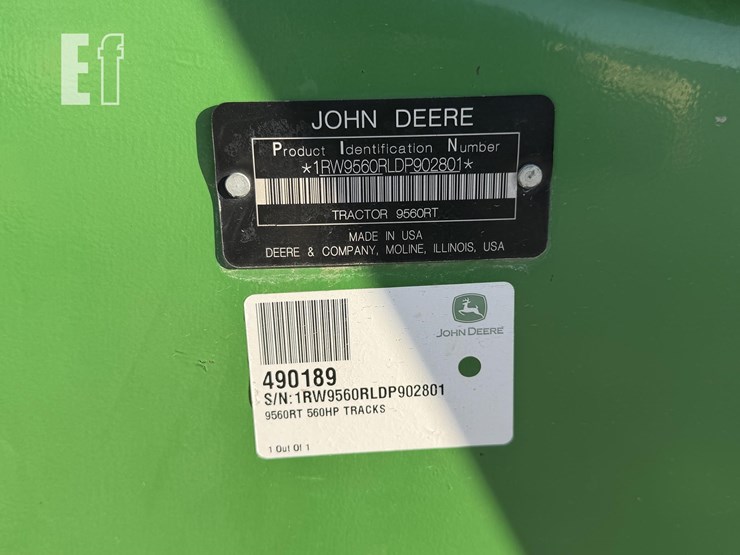 Ef
JOHN DEERE
Product Identification Number
*1RW9560RLDP902801*
TRACTOR 9560RT
MADE IN USA
DEERE & COMPANY, MOLINE, ILLINOIS, USA
JOHN DEERE
490189
S/N:1RW9560RLDP902801
9560RT 560HP TRACKS
1 Out Of 1